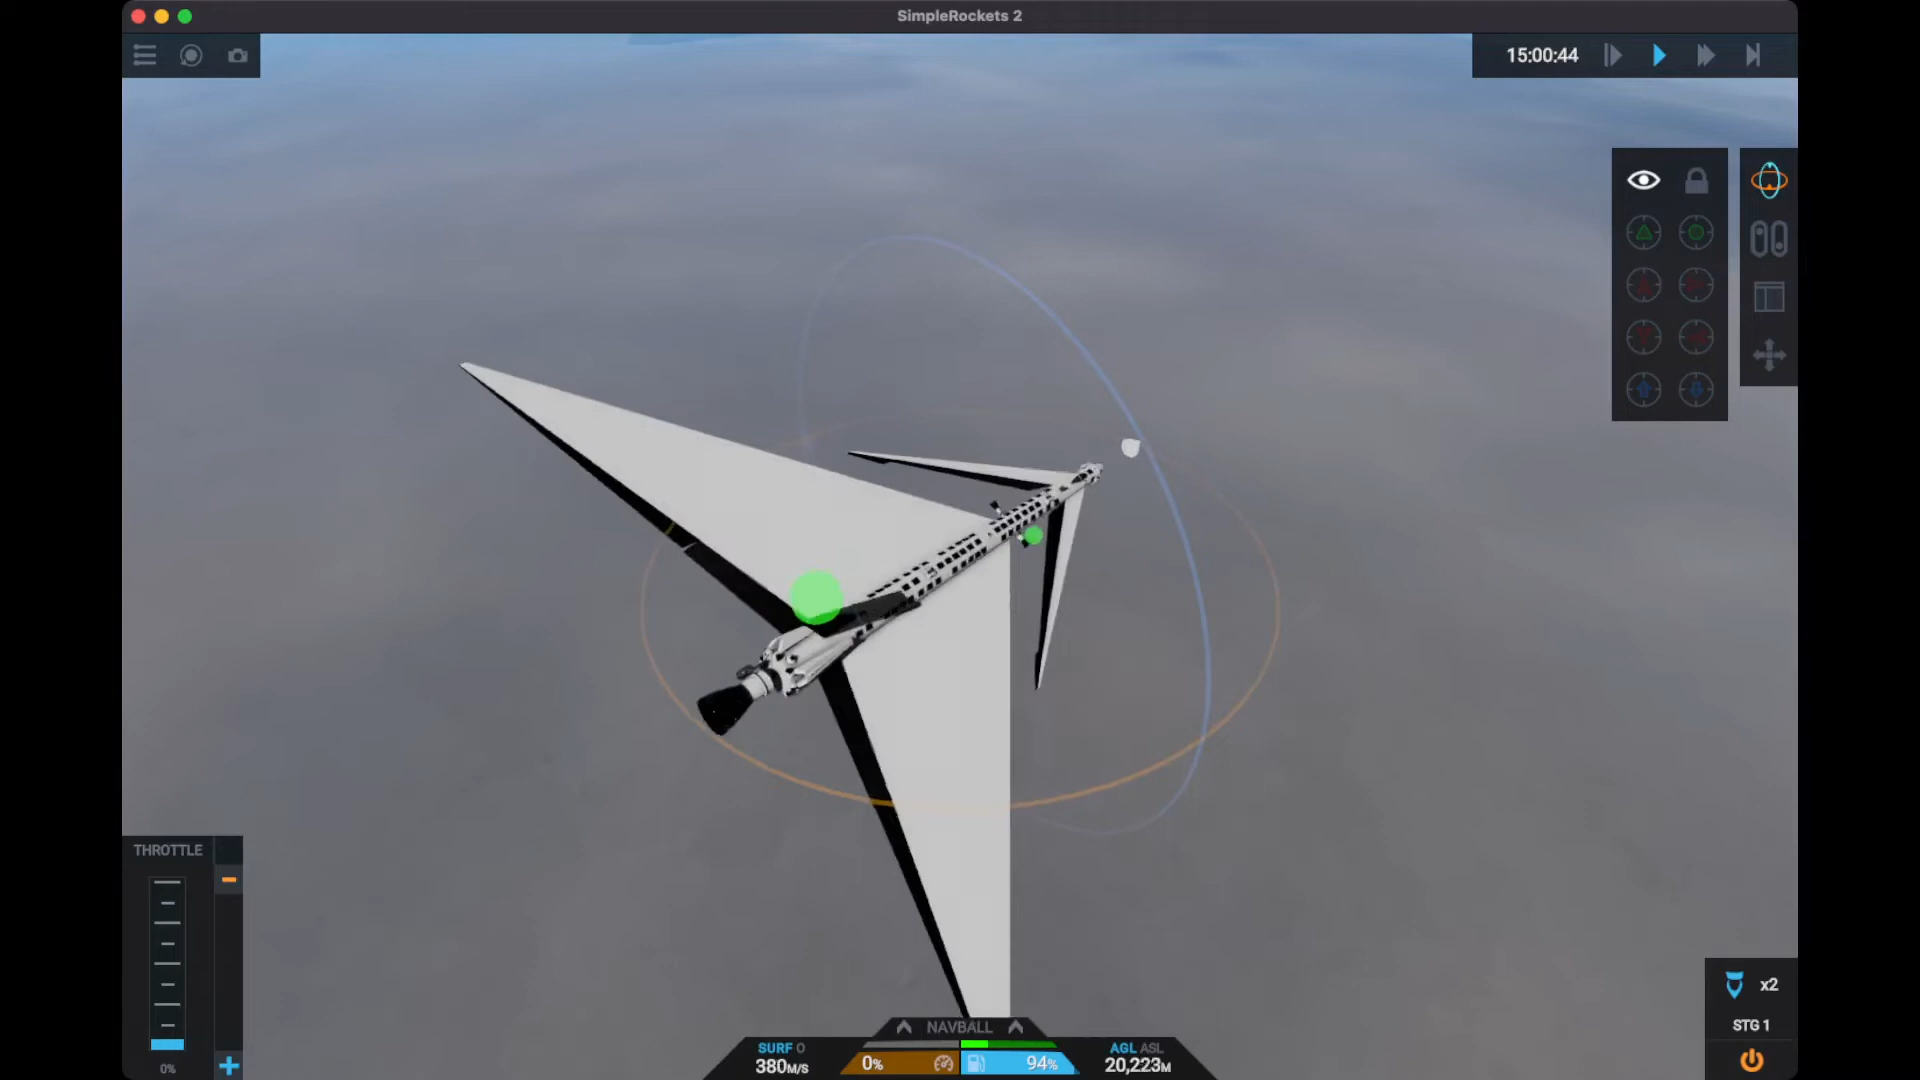 SimpleRockets 2
15:00:44
THROTTLE
0%
x2
STG 1
NAVBALL
SURF O
380M/S
0%
94%
AGL ASL
20,223M